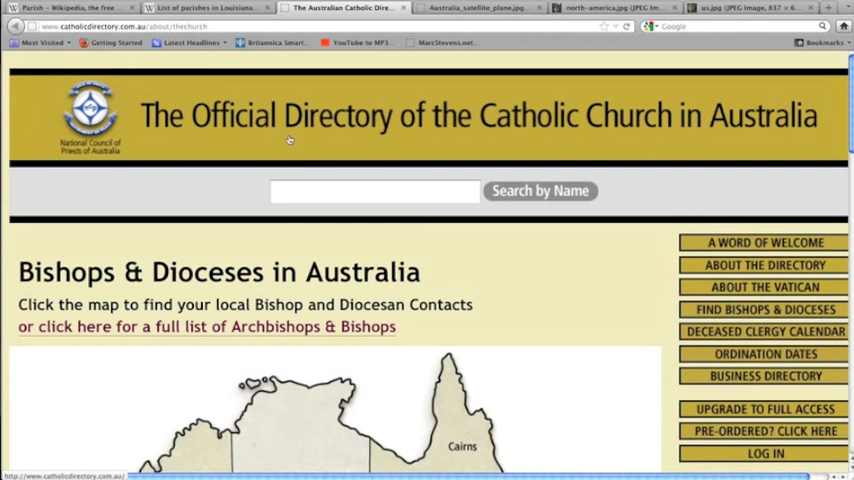 Parish - Wikipedia, the free ...
List of parishes in Louisiana...
The Australian Catholic Dire...
Australia_satellite_plane.jpg...
north-america.jpg (JPEG Im...
us.jpg (JPEG Image, 837 × 6...
www.catholicdirectory.com.au/about/thechurch
Google
Most Visited
Getting Started
Latest Headlines
Britannica Smart...
YouTube to MP3...
MarcStevens.net...
Bookmarks
National Council of
Priests of Australia
The Official Directory of the Catholic Church in Australia
Search by Name
Bishops & Dioceses in Australia
Click the map to find your local Bishop and Diocesan Contacts
or click here for a full list of Archbishops & Bishops
Cairns
A WORD OF WELCOME
ABOUT THE DIRECTORY
ABOUT THE VATICAN
FIND BISHOPS & DIOCESES
DECEASED CLERGY CALENDAR
ORDINATION DATES
BUSINESS DIRECTORY
UPGRADE TO FULL ACCESS
PRE-ORDERED? CLICK HERE
LOG IN
http://www.catholicdirectory.com.au/